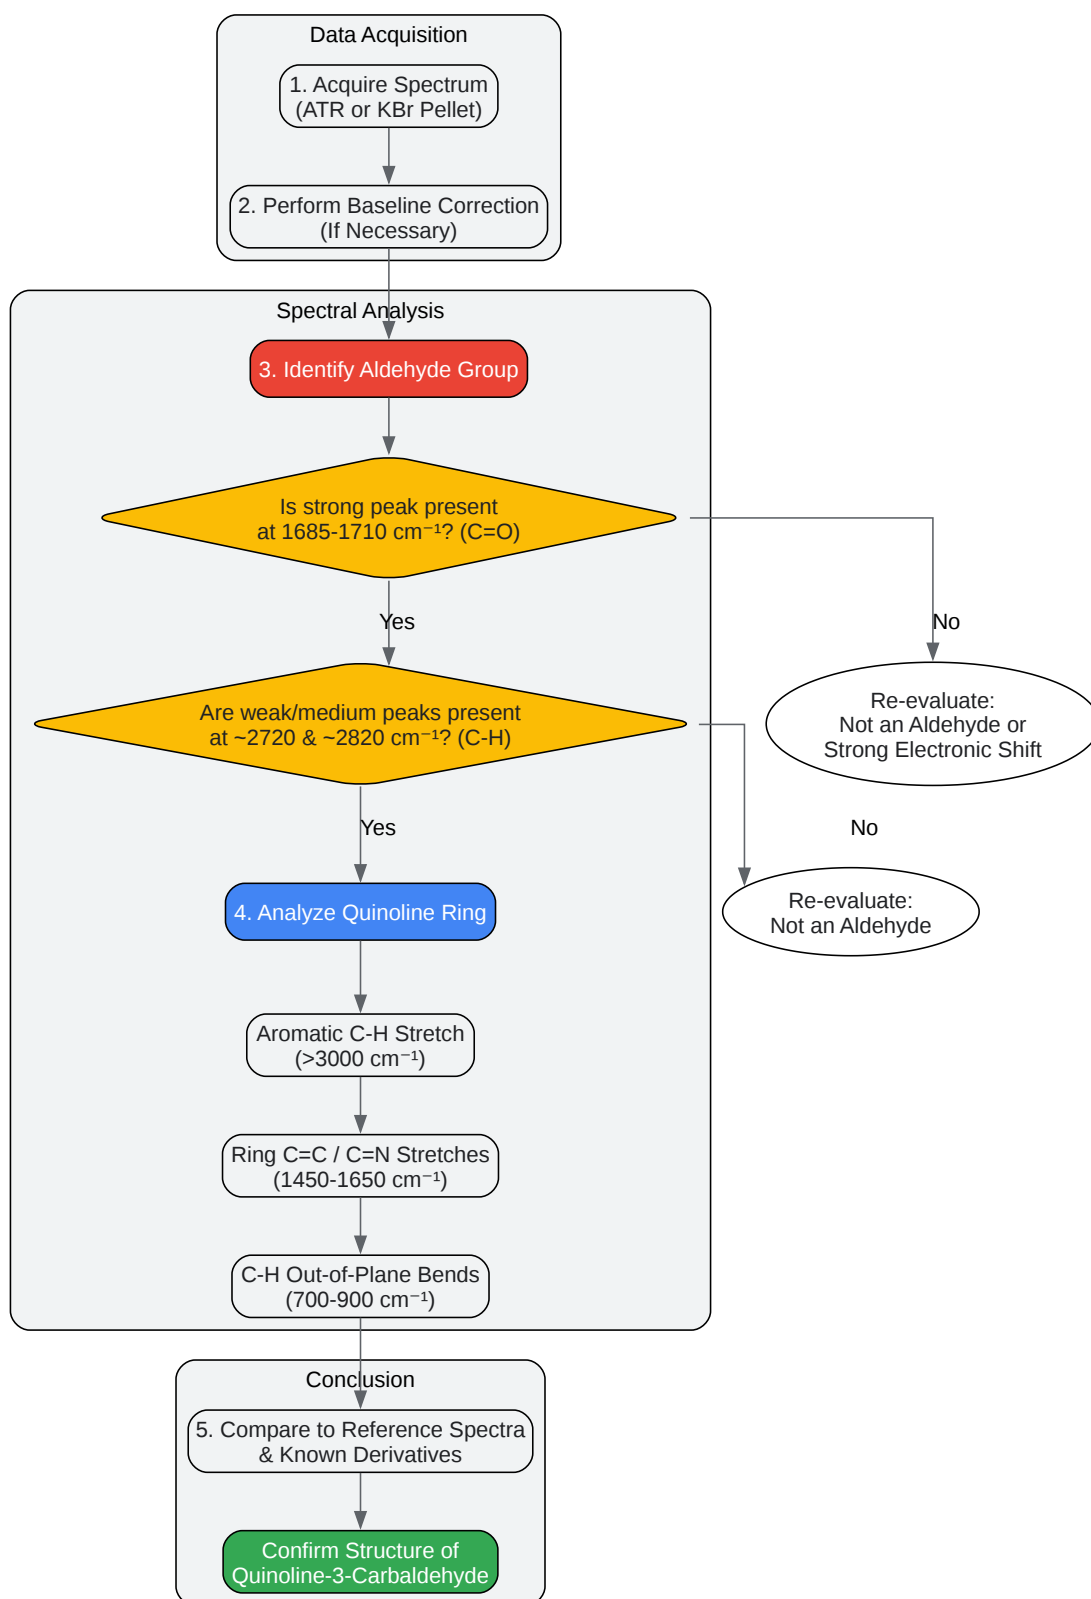 Data Acquisition
1. Acquire Spectrum
(ATR or KBr Pellet)
2. Perform Baseline Correction
(If Necessary)
Spectral Analysis
3. Identify Aldehyde Group
Is strong peak present
at 1685-1710 cm⁻¹? (C=O)
Yes
No
Are weak/medium peaks present
at ~2720 & ~2820 cm⁻¹? (C-H)
Re-evaluate:
Not an Aldehyde or
Strong Electronic Shift
Yes
No
4. Analyze Quinoline Ring
Re-evaluate:
Not an Aldehyde
Aromatic C-H Stretch
(>3000 cm⁻¹)
Ring C=C / C=N Stretches
(1450-1650 cm⁻¹)
C-H Out-of-Plane Bends
(700-900 cm⁻¹)
Conclusion
5. Compare to Reference Spectra
& Known Derivatives
Confirm Structure of
Quinoline-3-Carbaldehyde